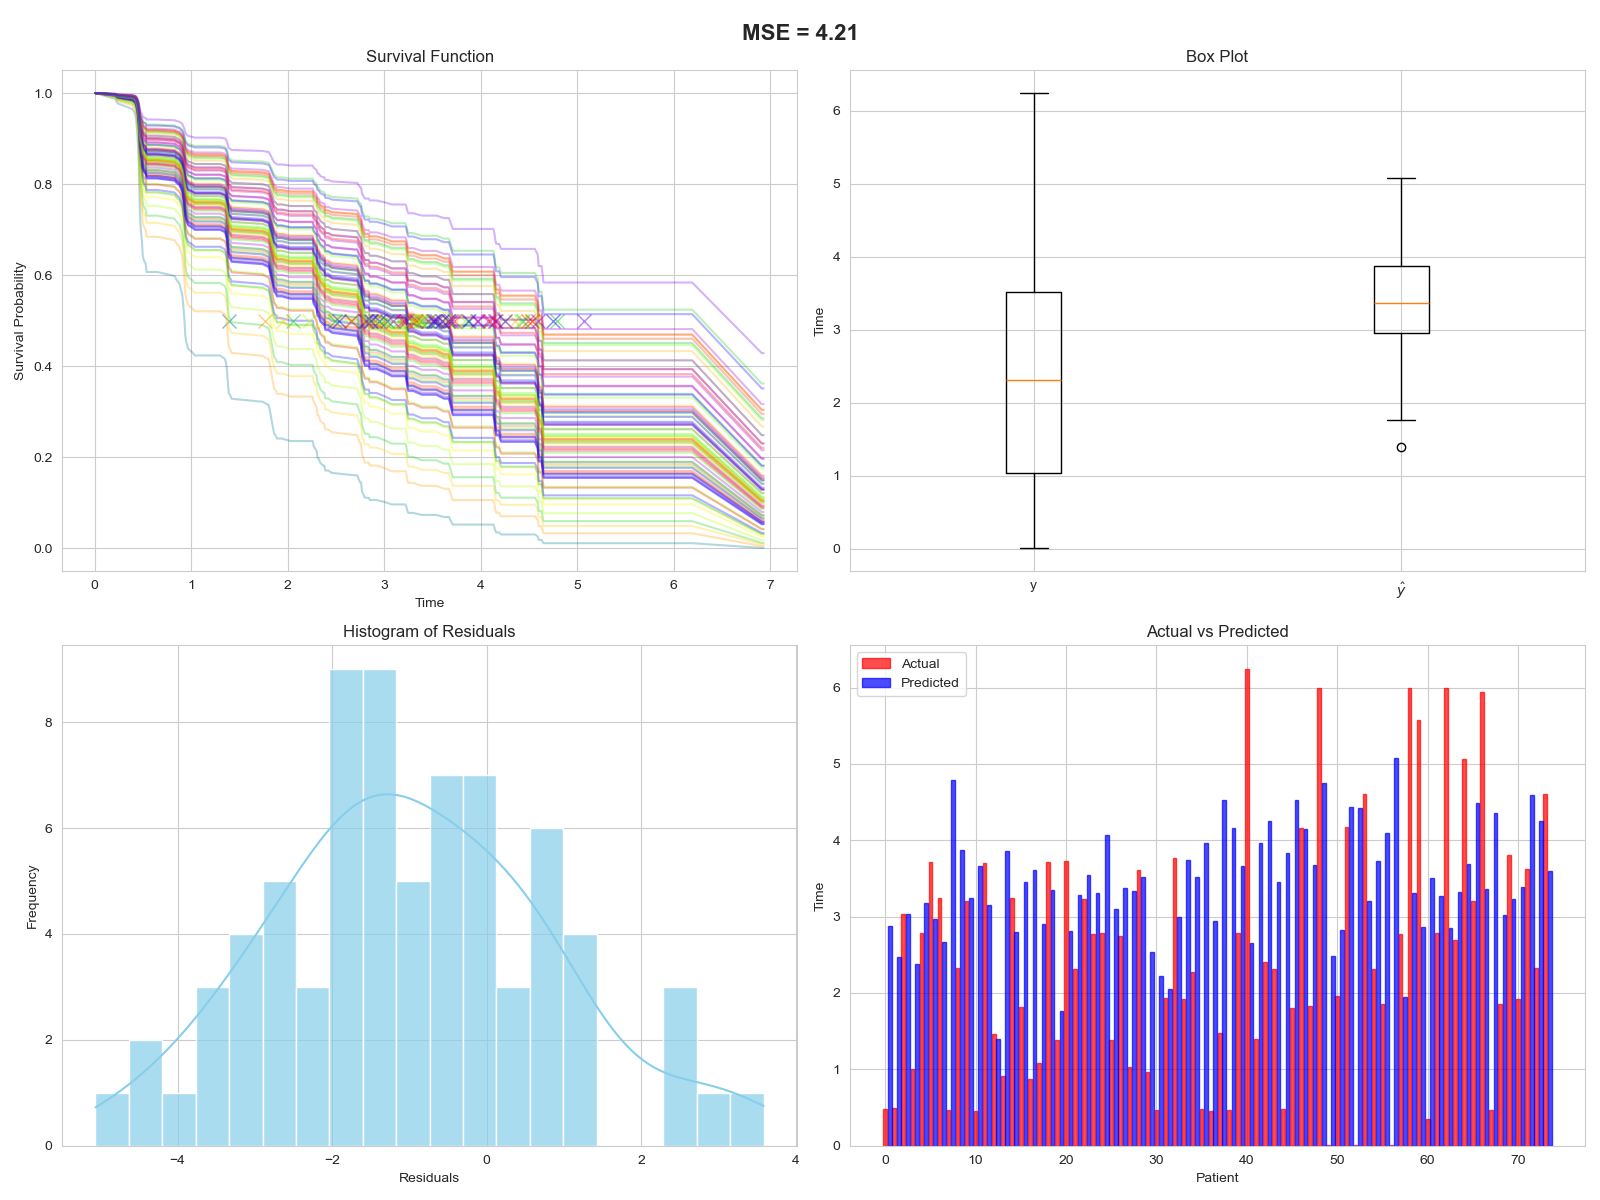 MSE = 4.21
Survival Function
Survival Probability
1.0
0.8
0.6
0.4
0.2
0.0
0 1 2 3 4 5 6 7
Time
Box Plot
Time
6
5
4
3
2
1
0
y ŷ
Histogram of Residuals
Frequency
8
6
4
2
0
−4 −2 0 2 4
Residuals
Actual vs Predicted
Actual
Predicted
Time
6
5
4
3
2
1
0
0 10 20 30 40 50 60 70
Patient